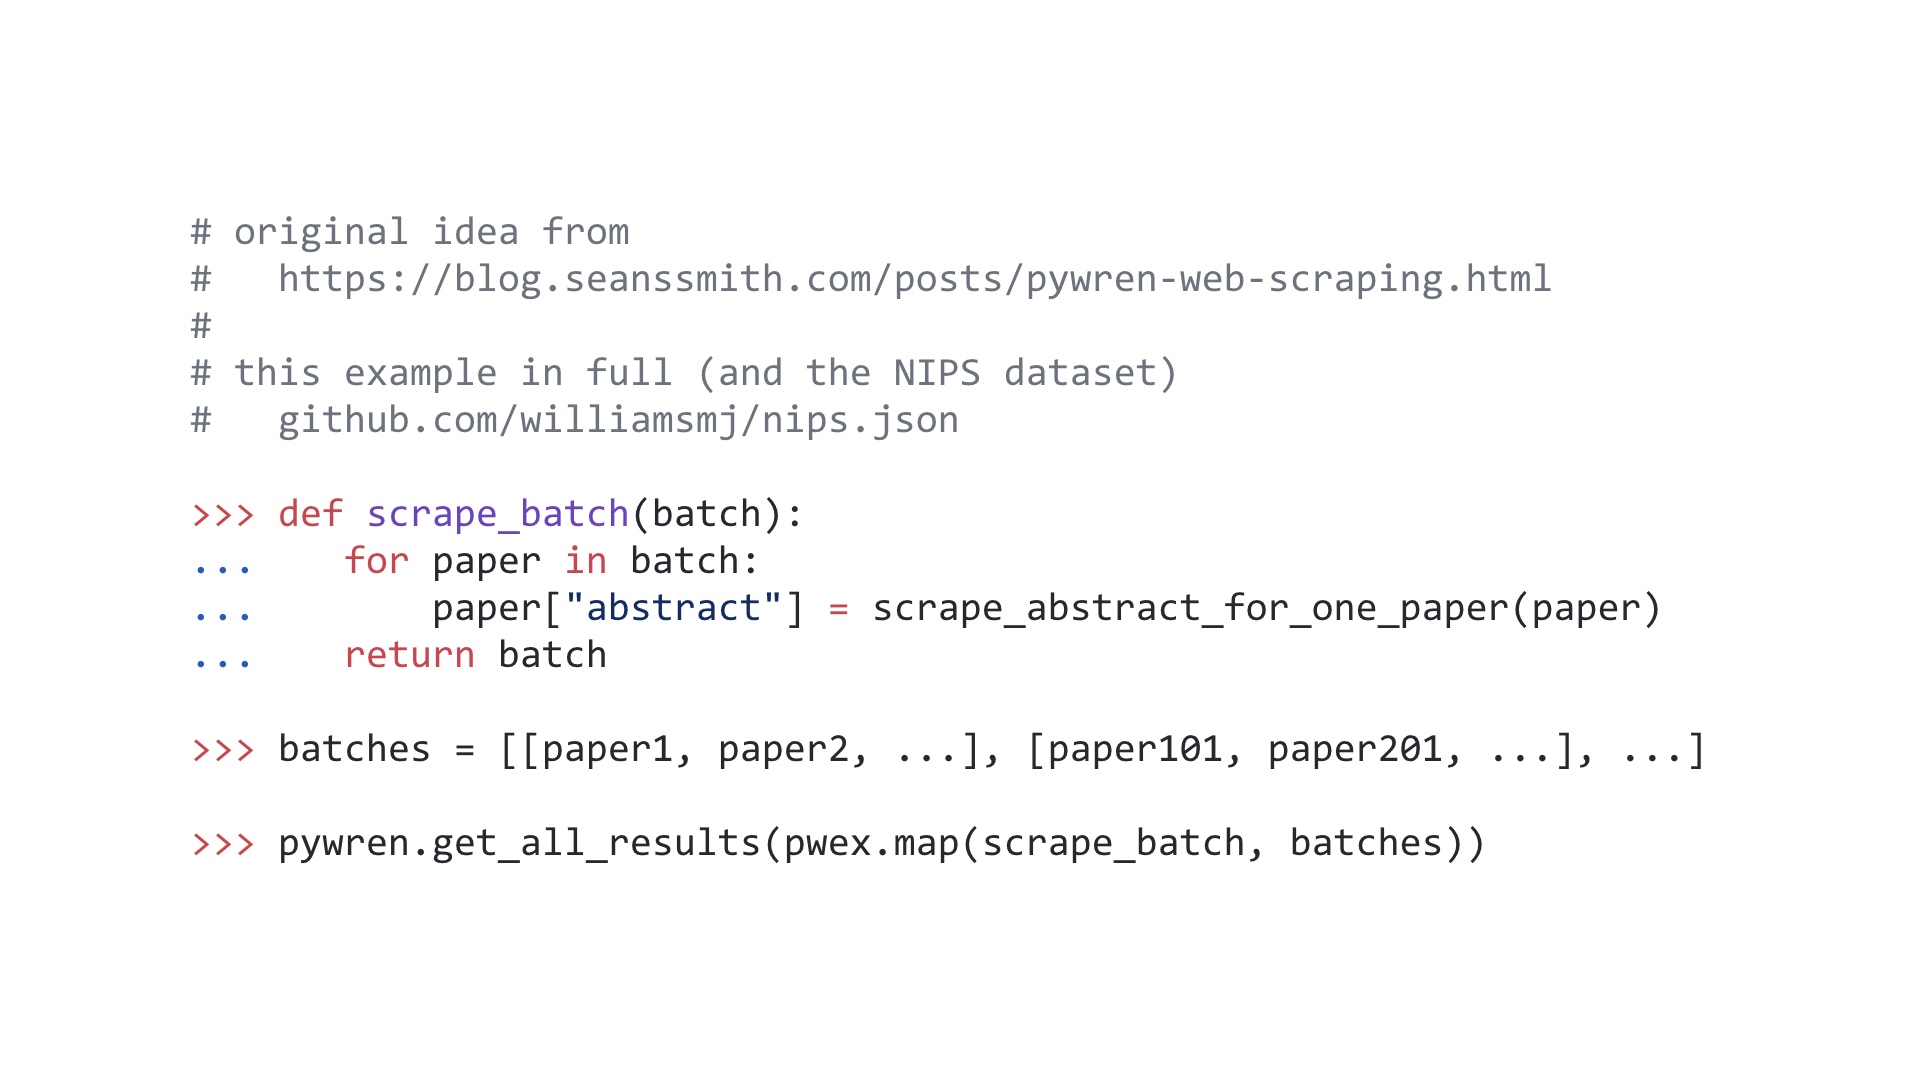 # original idea from
#   https://blog.seanssmith.com/posts/pywren-web-scraping.html
#
# this example in full (and the NIPS dataset)
#   github.com/williamsmj/nips.json
>>> def scrape_batch(batch):
...    for paper in batch:
...        paper["abstract"] = scrape_abstract_for_one_paper(paper)
...    return batch
>>> batches = [[paper1, paper2, ...], [paper101, paper201, ...], ...]
>>> pywren.get_all_results(pwex.map(scrape_batch, batches))